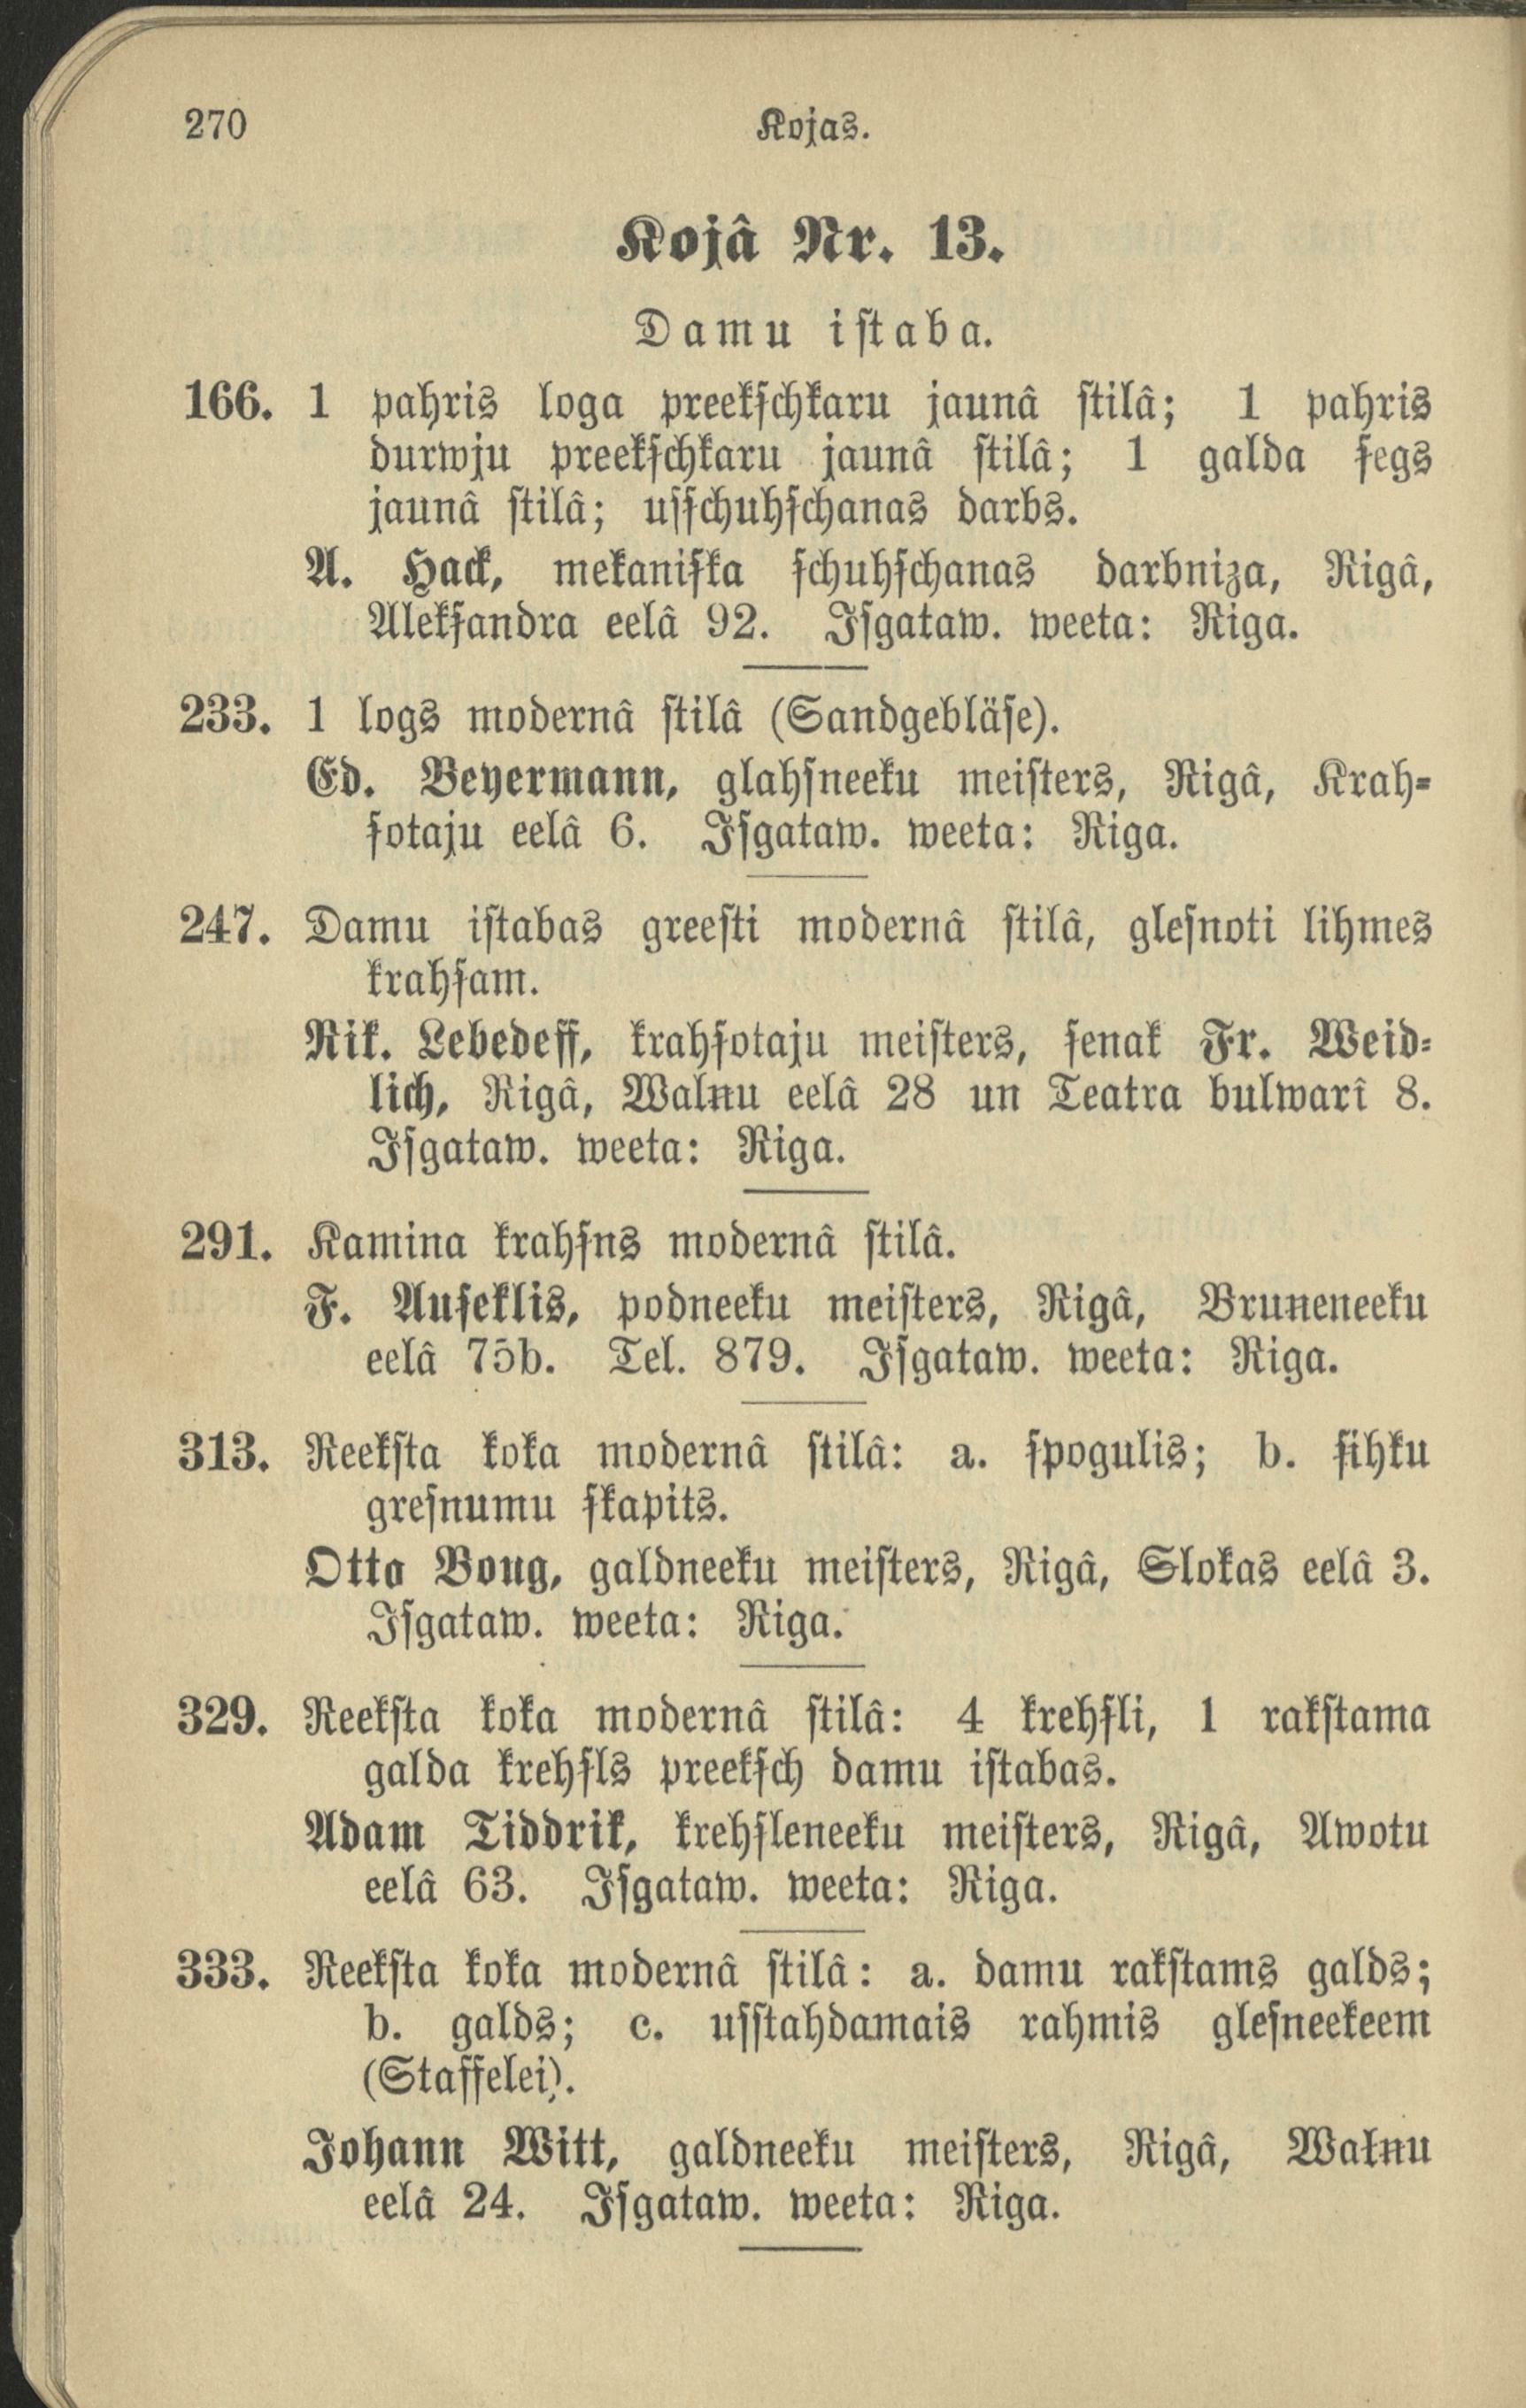 270 Kojas.
Kojâ Nr. 13.
Damu iſtaba.
166. 1 pahris loga preekſchkaru jaunâ ſtilâ; 1 pahris
durwju preekſchkaru jaunâ ſtilâ; 1 galda ſegs
jaunâ ſtilâ; uſſchuhſchanas darbs.
A. Hack, mekaniſka ſchuhſchanas darbniza, Rigâ,
Alekſandra eelâ 92. Iſgataw. weeta: Riga.
233. 1 logs modernâ ſtilâ (Sandgebläſe).
Ed. Beyermann, glahſneeku meiſters, Rigâ, Krah-
ſotaju eelâ 6. Iſgataw. weeta: Riga.
247. Damu iſtabas greeſti modernâ ſtilâ, gleſnoti lihmes
krahſam.
Nik. Lebedeff, krahſotaju meiſters, ſenak Fr. Weid-
lich, Rigâ, Walnu eelâ 28 un Teatra bulwarî 8.
Iſgataw. weeta: Riga.
291. Kamina krahſns modernâ ſtilâ.
F. Auſeklis, podneeku meiſters, Rigâ, Bruneneeku
eelâ 75b. Tel. 879. Iſgataw. weeta: Riga.
313. Reekſta koka modernâ ſtilâ: a. ſpogulis; b. ſihku
greſnumu ſkapits.
Otto Boug, galdneeku meiſters, Rigâ, Slokas eelâ 3.
Iſgataw. weeta: Riga.
329. Reekſta koka modernâ ſtilâ: 4 krehſli, 1 rakſtama
galda krehſls preekſch damu iſtabas.
Adam Tiddrik, krehſleneeku meiſters, Rigâ, Awotu
eelâ 63. Iſgataw. weeta: Riga.
333. Reekſta koka modernâ ſtilâ: a. damu rakſtams galds;
b. galds; c. uſſtahdamais rahmis gleſneekeem
(Staffelei).
Johann Witt, galdneeku meiſters, Rigâ, Walnu
eelâ 24. Iſgataw. weeta: Riga.